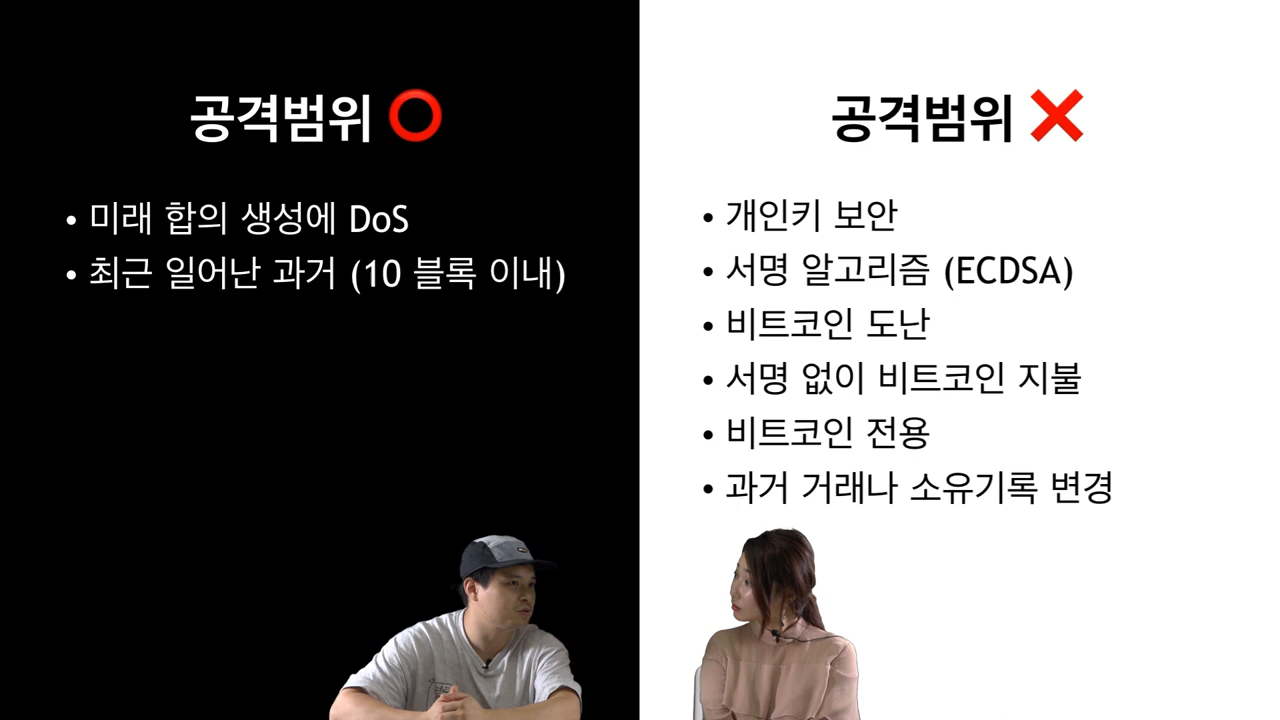 공격범위 ⭕
• 미래 합의 생성에 DoS
• 최근 일어난 과거 (10 블록 이내)
공격범위 ❌
• 개인키 보안
• 서명 알고리즘 (ECDSA)
• 비트코인 도난
• 서명 없이 비트코인 지불
• 비트코인 전용
• 과거 거래나 소유기록 변경